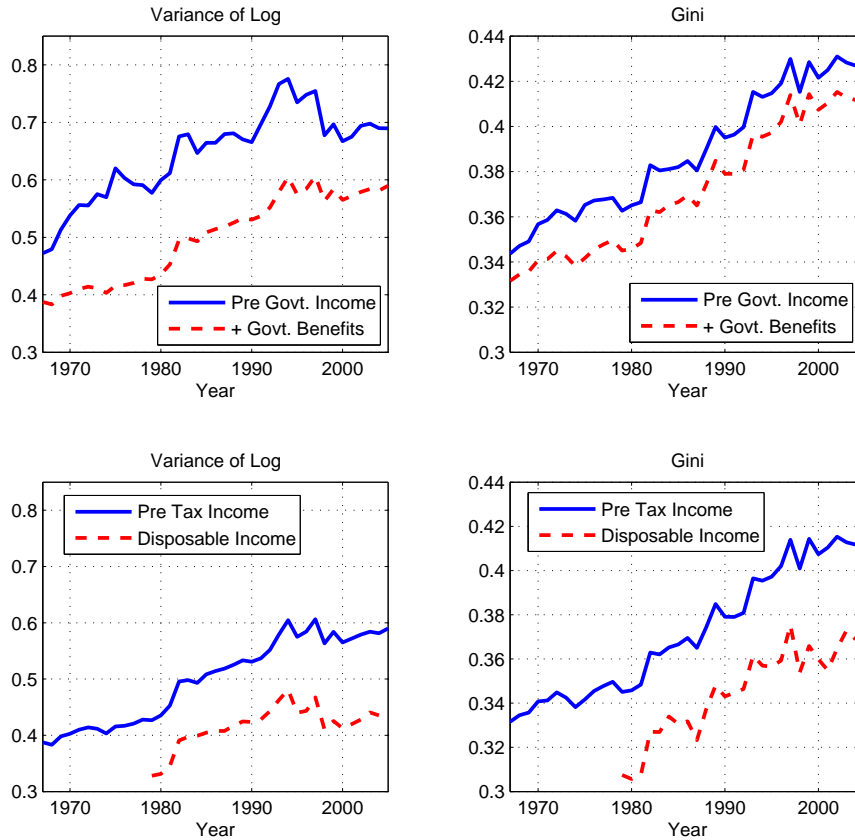 Variance of Log
0.8
0.7
0.6
0.5
0.4
0.3
1970 1980 1990 2000
Year
Pre Govt. Income
+ Govt. Benefits
Gini
0.44
0.42
0.4
0.38
0.36
0.34
0.32
0.3
1970 1980 1990 2000
Year
Pre Govt. Income
+ Govt. Benefits
Variance of Log
0.8
0.7
0.6
0.5
0.4
0.3
1970 1980 1990 2000
Year
Pre Tax Income
Disposable Income
Gini
0.44
0.42
0.4
0.38
0.36
0.34
0.32
0.3
1970 1980 1990 2000
Year
Pre Tax Income
Disposable Income